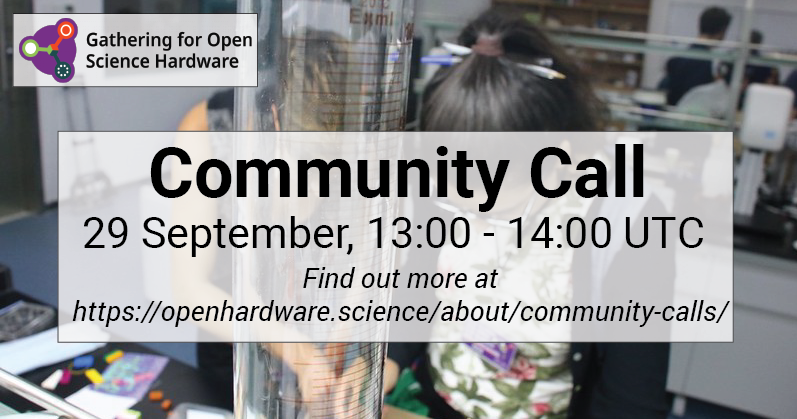 Gathering for Open
Science Hardware
Community Call
29 September, 13:00 - 14:00 UTC
Find out more at
https://openhardware.science/about/community-calls/